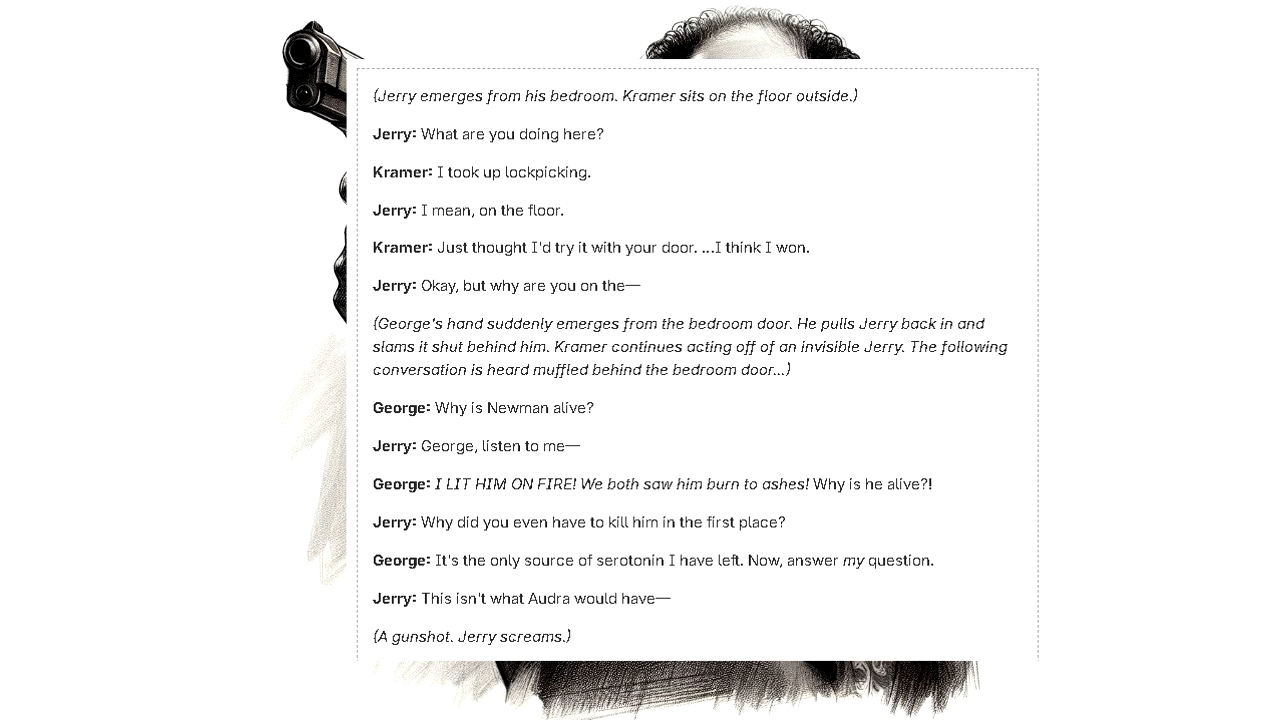 (Jerry emerges from his bedroom. Kramer sits on the floor outside.)
Jerry: What are you doing here?
Kramer: I took up lockpicking.
Jerry: I mean, on the floor.
Kramer: Just thought I'd try it with your door. ...I think I won.
Jerry: Okay, but why are you on the—
(George's hand suddenly emerges from the bedroom door. He pulls Jerry back in and
slams it shut behind him. Kramer continues acting off of an invisible Jerry. The following
conversation is heard muffled behind the bedroom door...)
George: Why is Newman alive?
Jerry: George, listen to me—
George: I LIT HIM ON FIRE! We both saw him burn to ashes! Why is he alive?!
Jerry: Why did you even have to kill him in the first place?
George: It's the only source of serotonin I have left. Now, answer my question.
Jerry: This isn't what Audra would have—
(A gunshot. Jerry screams.)